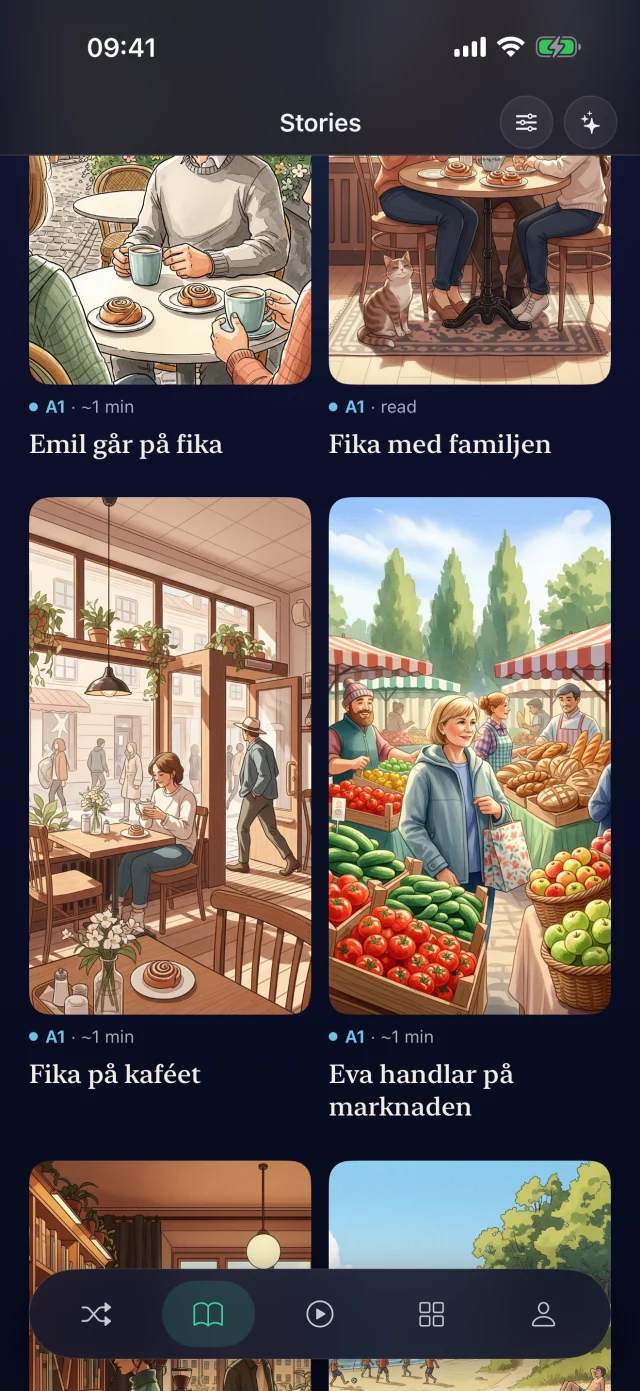 09:41
Stories
A1 · ~1 min
Emil går på fika
A1 · read
Fika med familjen
A1 · ~1 min
Fika på kaféet
A1 · ~1 min
Eva handlar på
marknaden